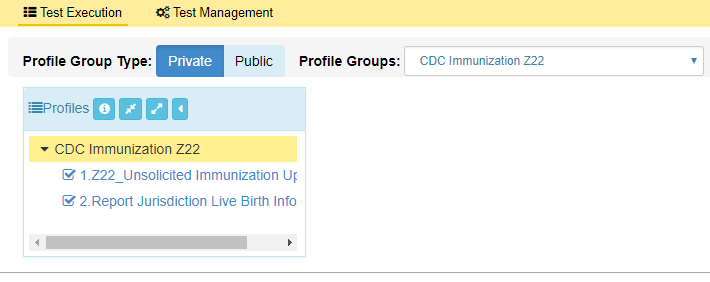 Test Execution Test Management
Profile Group Type: Private Public Profile Groups: CDC Immunization Z22
Profiles
CDC Immunization Z22
1.Z22_Unsolicited Immunization Up
2.Report Jurisdiction Live Birth Info